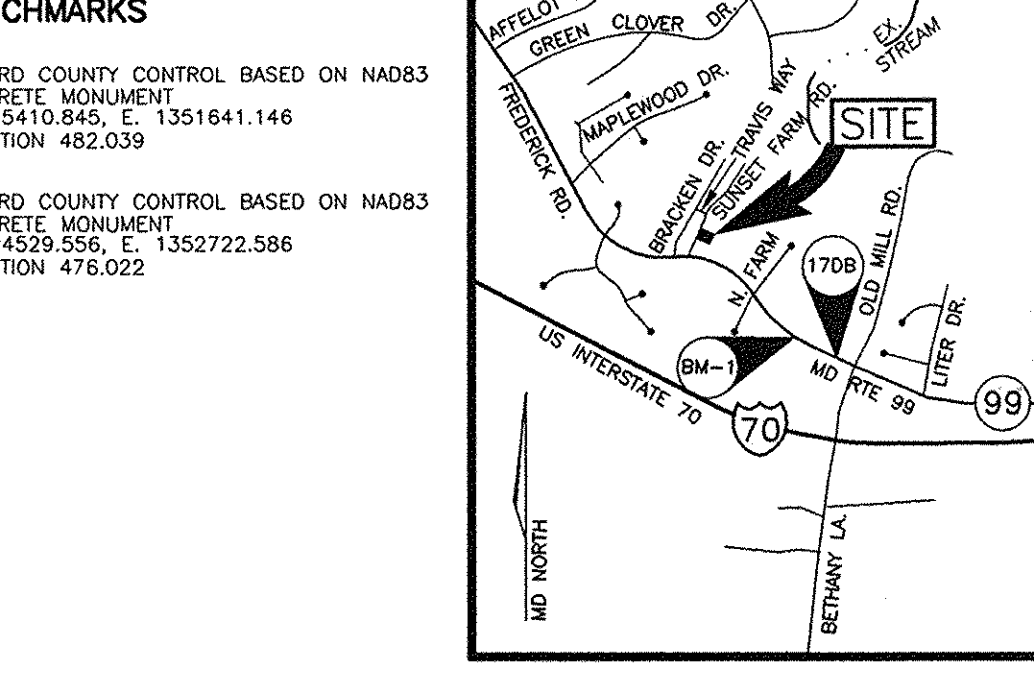 CHMARKS
RD COUNTY CONTROL BASED ON NAD83
RETE MONUMENT
5410.845, E. 1351641.146
TION 482.039
RD COUNTY CONTROL BASED ON NAD83
RETE MONUMENT
4529.556, E. 1352722.586
TION 476.022
AFFELOT
GREEN CLOVER DR.
EX.
STREAM
MAPLEWOOD DR.
FREDERICK RD.
BRACKEN DR.
TRAVIS WAY
SUNSET FARM RD.
SITE
N. FARM
17DB
OLD MILL RD.
LITER DR.
US INTERSTATE 70
BM-1
MD RTE 99
99
70
MD NORTH
BETHANY LA.